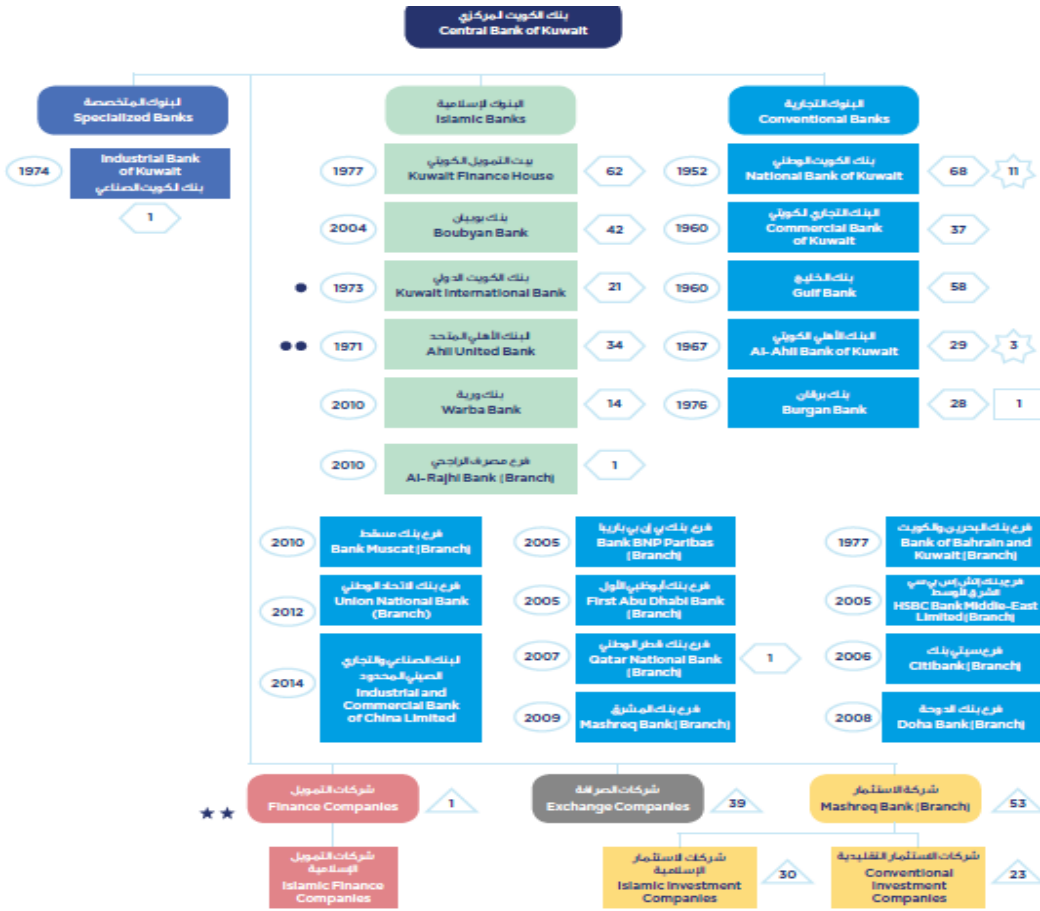 بنك الكويت المركزي
Central Bank of Kuwait
البنوك المتخصصة
Specialized Banks
البنوك الإسلامية
Islamic Banks
البنوك التجارية
Conventional Banks
1974
Industrial Bank
of Kuwait
بنك الكويت الصناعي
1
1977
بيت التمويل الكويتي
Kuwait Finance House
62
1952
بنك الكويت الوطني
National Bank of Kuwait
68
11
2004
بنك بوبيان
Boubyan Bank
42
1960
البنك التجاري الكويتي
Commercial Bank
of Kuwait
37
1973
بنك الكويت الدولي
Kuwait International Bank
21
1960
بنك الخليج
Gulf Bank
58
1971
البنك الأهلي المتحد
Ahli United Bank
34
1967
البنك الأهلي الكويتي
Al-Ahli Bank of Kuwait
29
3
2010
بنك وربة
Warba Bank
14
1976
بنك برقان
Burgan Bank
28
1
2010
فرع مصرف الراجحي
Al-Rajhi Bank (Branch)
1
2010
فرع بنك مسقط
Bank Muscat (Branch)
2005
فرع بنك بي إن بي باريبا
Bank BNP Paribas
(Branch)
1977
فرع بنك البحرين والكويت
Bank of Bahrain and
Kuwait (Branch)
2012
فرع بنك الاتحاد الوطني
Union National Bank
(Branch)
2005
فرع بنك أبوظبي الأول
First Abu Dhabi Bank
(Branch)
2005
فرع بنك إتش إس بي سي
الشرق الأوسط
HSBC Bank Middle-East
Limited (Branch)
2014
البنك الصناعي والتجاري
الصيني المحدود
Industrial and
Commercial Bank
of China Limited
2007
فرع بنك قطر الوطني
Qatar National Bank
(Branch)
1
2006
فرع سيتي بنك
Citibank (Branch)
2009
فرع بنك المشرق
Mashreq Bank (Branch)
2008
فرع بنك الدوحة
Doha Bank (Branch)
شركات التمويل
Finance Companies
1
شركات الصرافة
Exchange Companies
39
شركة الاستثمار
Mashreq Bank (Branch)
53
شركات التمويل
الإسلامية
Islamic Finance
Companies
شركات الاستثمار
الإسلامية
Islamic Investment
Companies
30
شركات الاستثمار التقليدية
Conventional
Investment
Companies
23